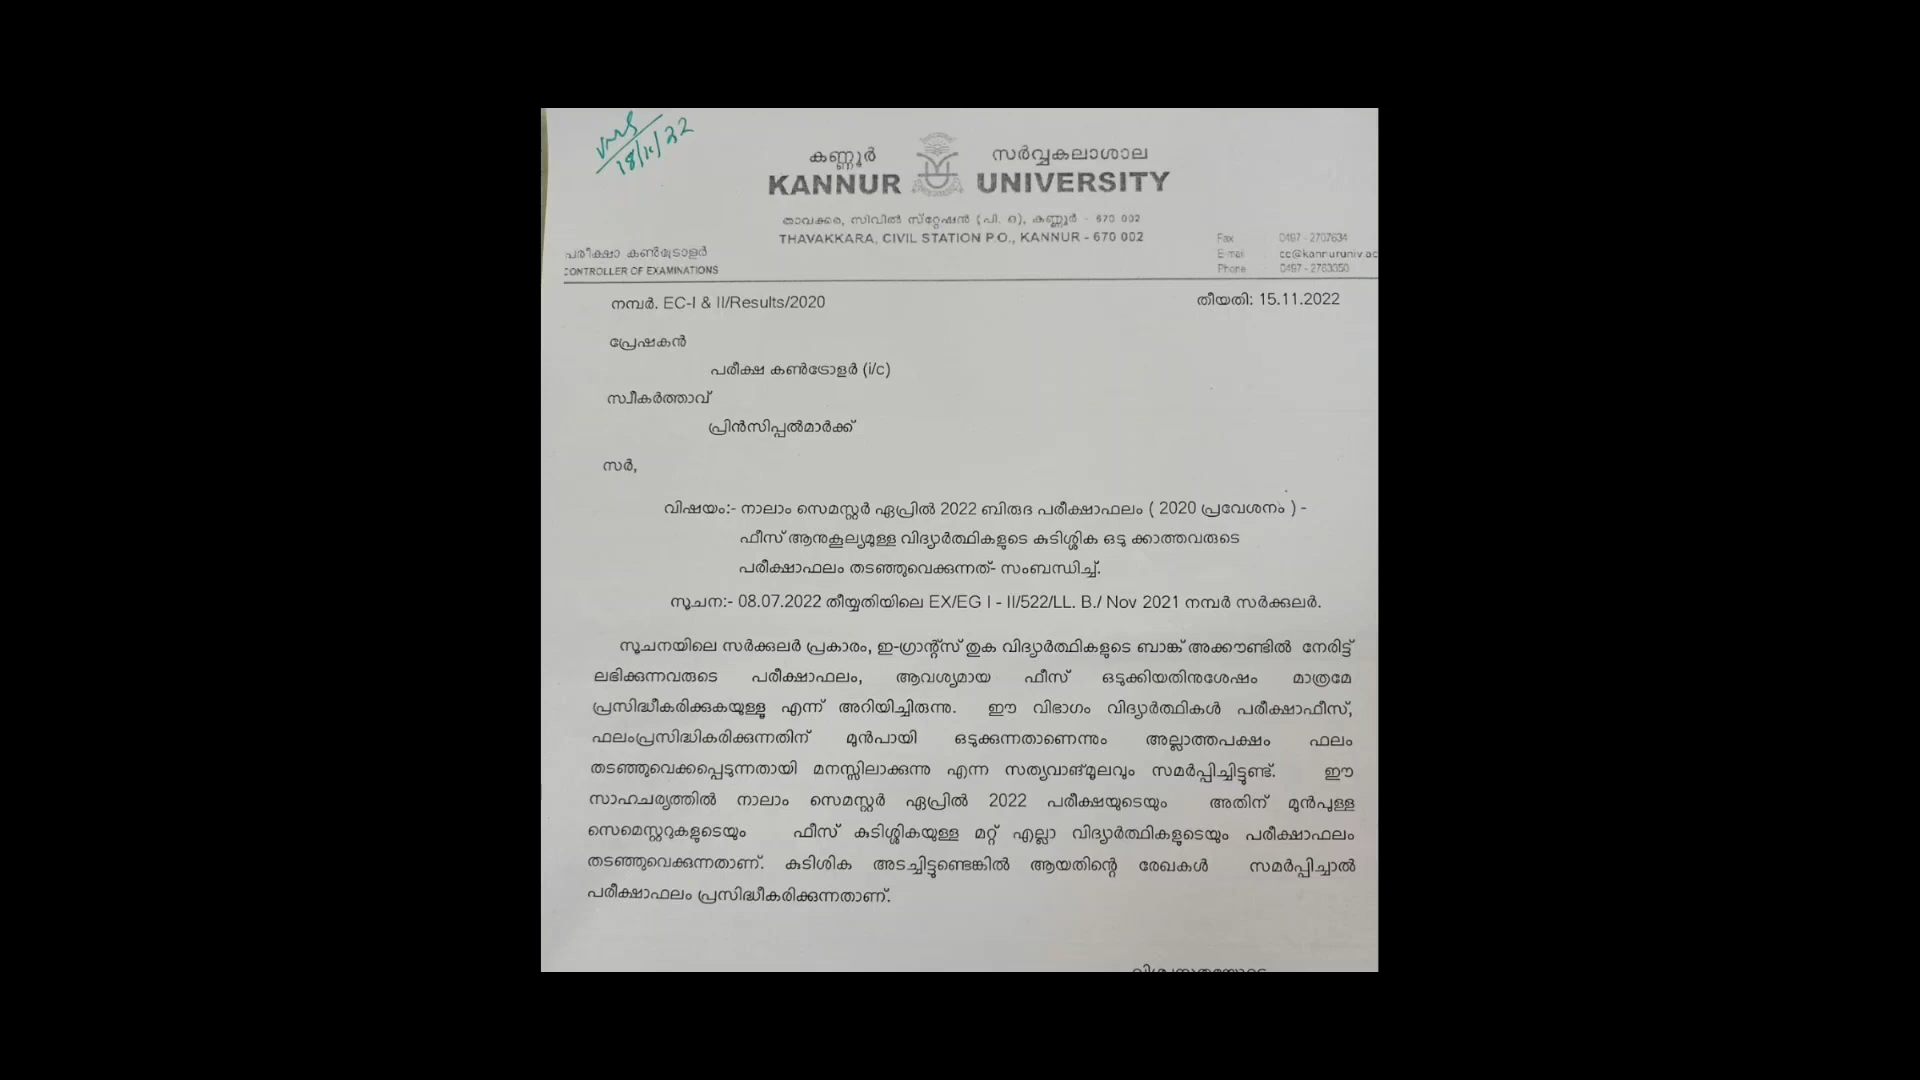 18/11/22
കണ്ണൂർ സർവ്വകലാശാല
KANNUR UNIVERSITY
താവക്കര, സിവിൽ സ്റ്റേഷൻ (പി. ഒ), കണ്ണൂർ - 670 002
THAVAKKARA, CIVIL STATION P.O., KANNUR - 670 002
Fax 0497 - 2707634
പരീക്ഷാ കൺട്രോളർ E-mail ce@kannuruniv.ac
CONTROLLER OF EXAMINATIONS Phone
നമ്പർ. EC-I & II/Results/2020 തീയതി: 15.11.2022
പ്രേഷകൻ
പരീക്ഷ കൺട്രോളർ (i/c)
സ്വീകർത്താവ്
പ്രിൻസിപ്പൽമാർക്ക്
സർ,
വിഷയം:- നാലാം സെമസ്റ്റർ ഏപ്രിൽ 2022 ബിരുദ പരീക്ഷാഫലം ( 2020 പ്രവേശനം ) -
ഫീസ് ആനുകൂല്യമുള്ള വിദ്യാർത്ഥികളുടെ കുടിശ്ശിക ഒടു ക്കാത്തവരുടെ
പരീക്ഷാഫലം തടഞ്ഞുവെക്കുന്നത്- സംബന്ധിച്ച്.
സൂചന:- 08.07.2022 തീയ്യതിയിലെ EX/EG I - II/522/LL. B./ Nov 2021 നമ്പർ സർക്കുലർ.
സൂചനയിലെ സർക്കുലർ പ്രകാരം, ഇ-ഗ്രാന്റ്സ് തുക വിദ്യാർത്ഥികളുടെ ബാങ്ക് അക്കൗണ്ടിൽ നേരിട്ട്
ലഭിക്കുന്നവരുടെ പരീക്ഷാഫലം, ആവശ്യമായ ഫീസ് ഒടുക്കിയതിനുശേഷം മാത്രമേ
പ്രസിദ്ധീകരിക്കുകയുള്ളൂ എന്ന് അറിയിച്ചിരുന്നു. ഈ വിഭാഗം വിദ്യാർത്ഥികൾ പരീക്ഷാഫീസ്,
ഫലംപ്രസിദ്ധികരിക്കുന്നതിന് മുൻപായി ഒടുക്കുന്നതാണെന്നും അല്ലാത്തപക്ഷം ഫലം
തടഞ്ഞുവെക്കപ്പെടുന്നതായി മനസ്സിലാക്കുന്നു എന്ന സത്യവാങ്മൂലവും സമർപ്പിച്ചിട്ടുണ്ട്. ഈ
സാഹചര്യത്തിൽ നാലാം സെമസ്റ്റർ ഏപ്രിൽ 2022 പരീക്ഷയുടെയും അതിന് മുൻപുള്ള
സെമെസ്റ്ററുകളുടെയും ഫീസ് കുടിശ്ശികയുള്ള മറ്റ് എല്ലാ വിദ്യാർത്ഥികളുടെയും പരീക്ഷാഫലം
തടഞ്ഞുവെക്കുന്നതാണ്. കുടിശിക അടച്ചിട്ടുണ്ടെങ്കിൽ ആയതിന്റെ രേഖകൾ സമർപ്പിച്ചാൽ
പരീക്ഷാഫലം പ്രസിദ്ധീകരിക്കുന്നതാണ്.